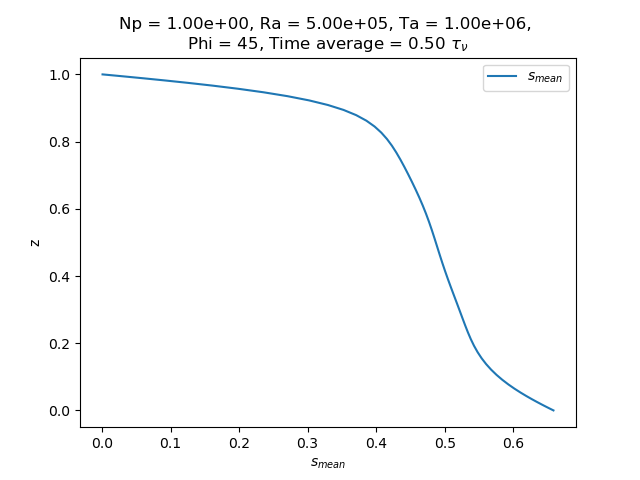 Np = 1.00e+00, Ra = 5.00e+05, Ta = 1.00e+06,
Phi = 45, Time average = 0.50 τν
s_mean
1.0
0.8
0.6
0.4
0.2
0.0
z
0.0 0.1 0.2 0.3 0.4 0.5 0.6
s_mean